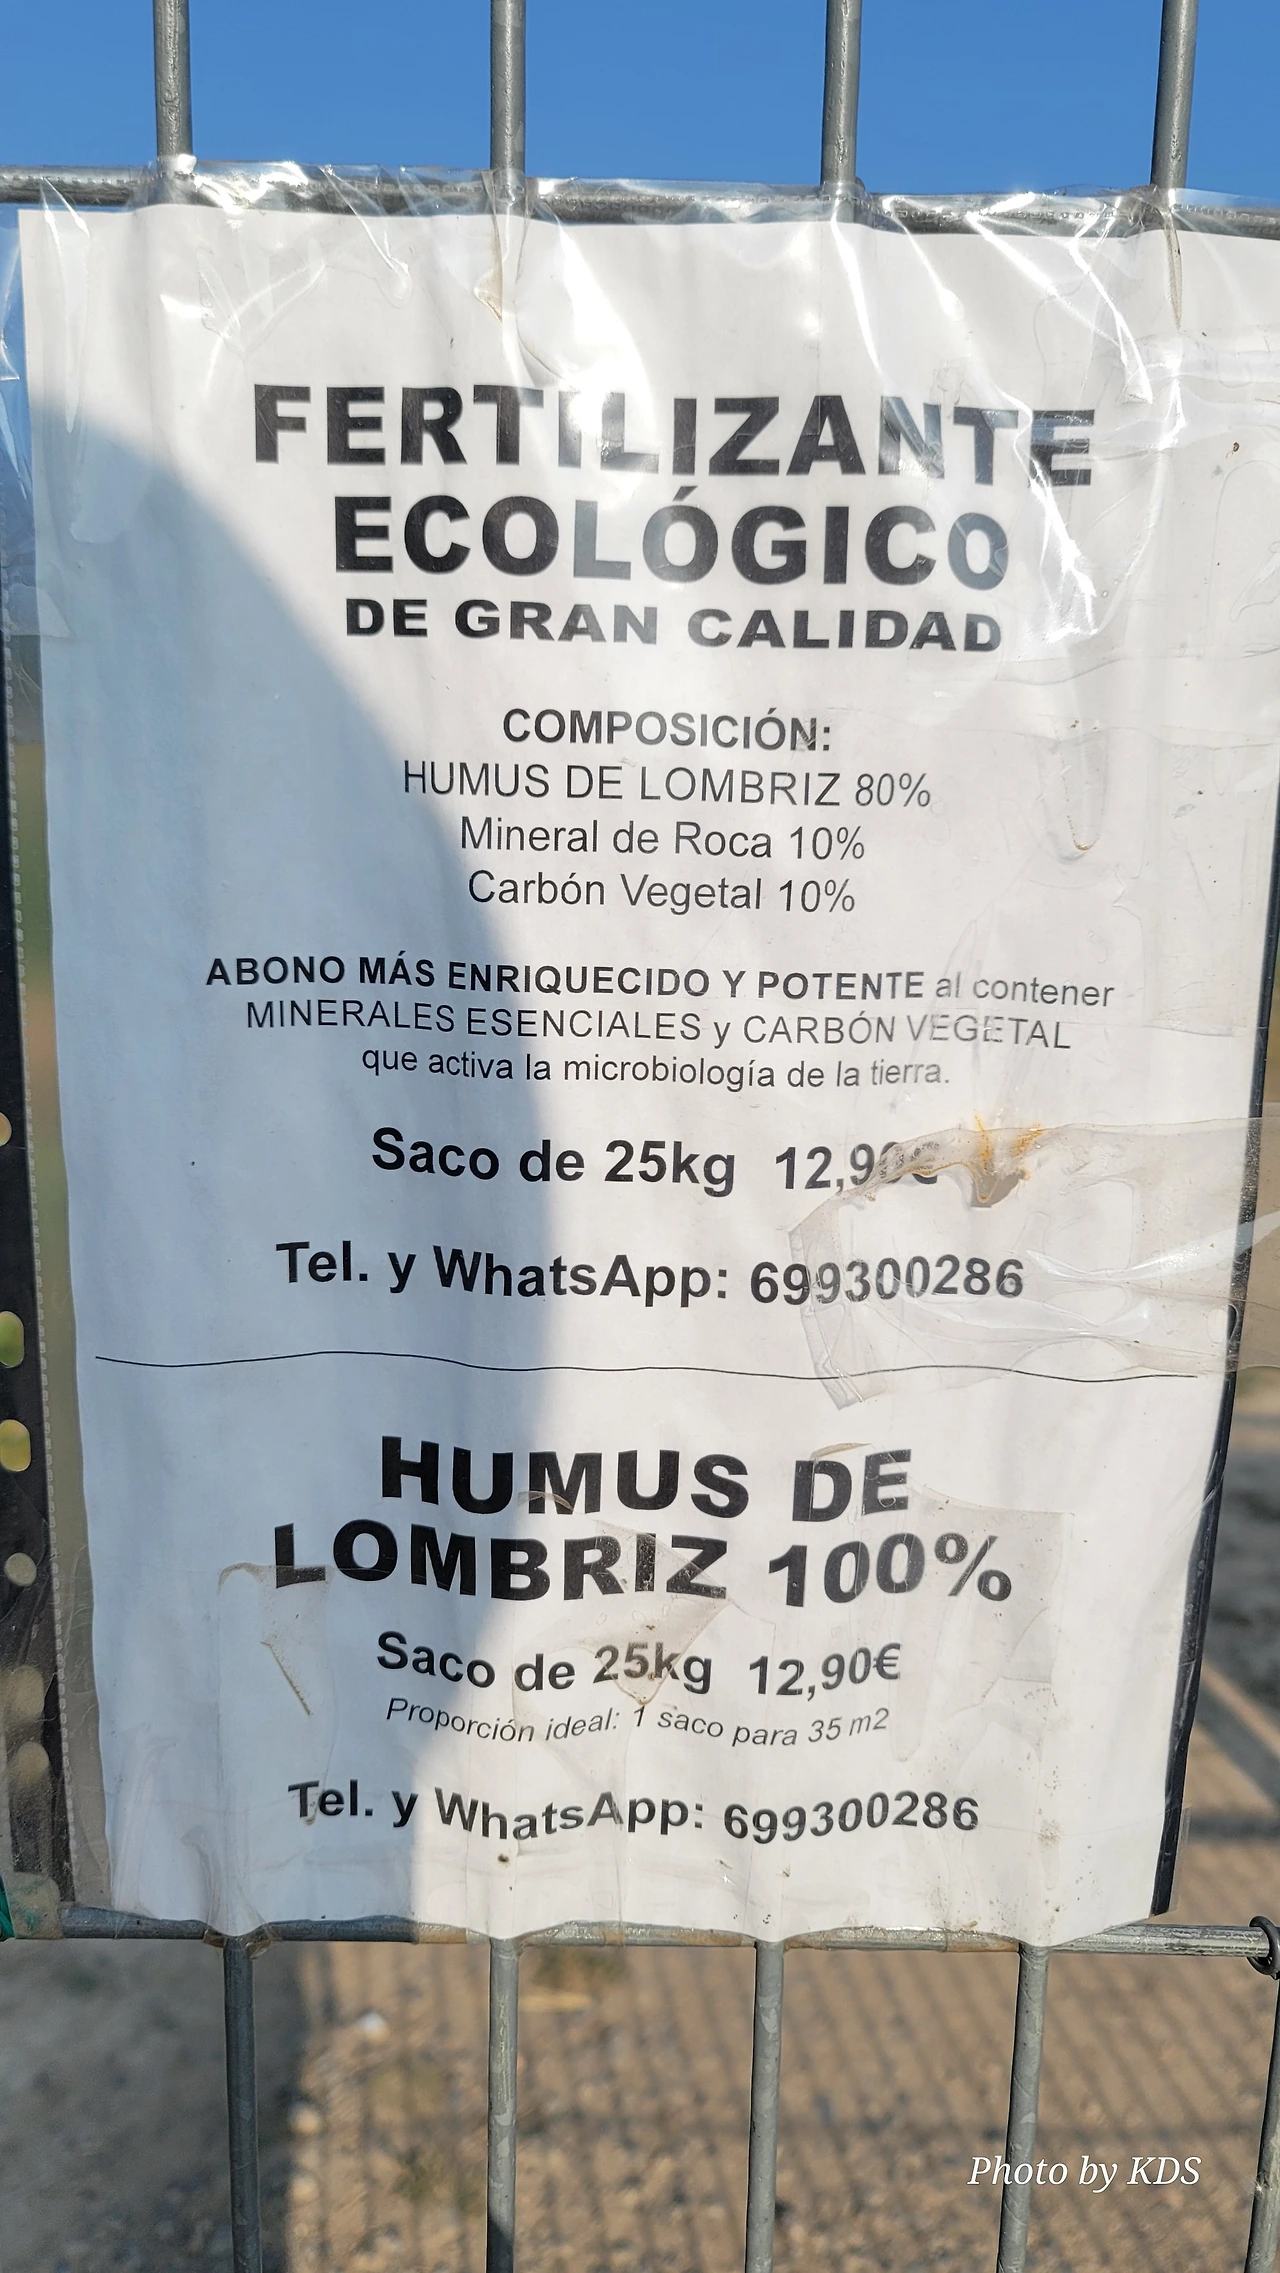 FERTILIZANTE
ECOLÓGICO
DE GRAN CALIDAD
COMPOSICIÓN:
HUMUS DE LOMBRIZ 80%
Mineral de Roca 10%
Carbón Vegetal 10%
ABONO MÁS ENRIQUECIDO Y POTENTE al contener
MINERALES ESENCIALES y CARBÓN VEGETAL
que activa la microbiología de la tierra.
Saco de 25kg
Tel. y WhatsApp: 699300286
HUMUS DE
LOMBRIZ 100%
Saco de 25kg 12,90€
Proporción ideal: 1 saco para 35 m2
Tel. y WhatsApp: 699300286
Photo by KDS